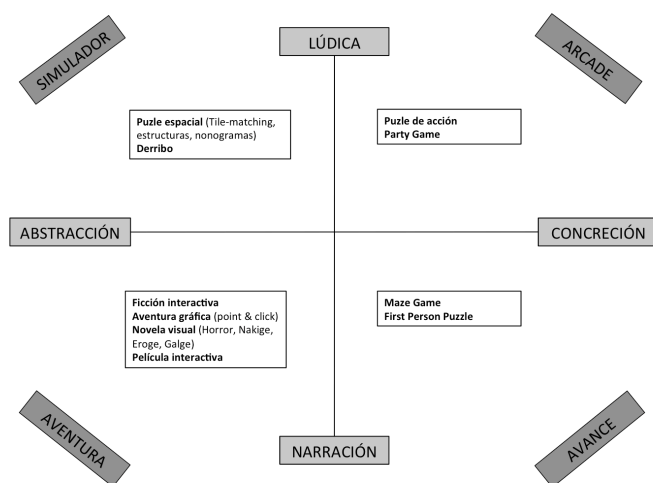 SIMULADOR
LÚDICA
ARCADE
Puzle espacial (Tile-matching,
estructuras, nonogramas)
Derribo
Puzle de acción
Party Game
ABSTRACCIÓN
CONCRECIÓN
Ficción interactiva
Aventura gráfica (point & click)
Novela visual (Horror, Nakige,
Eroge, Galge)
Película interactiva
Maze Game
First Person Puzzle
AVENTURA
NARRACIÓN
AVANCE